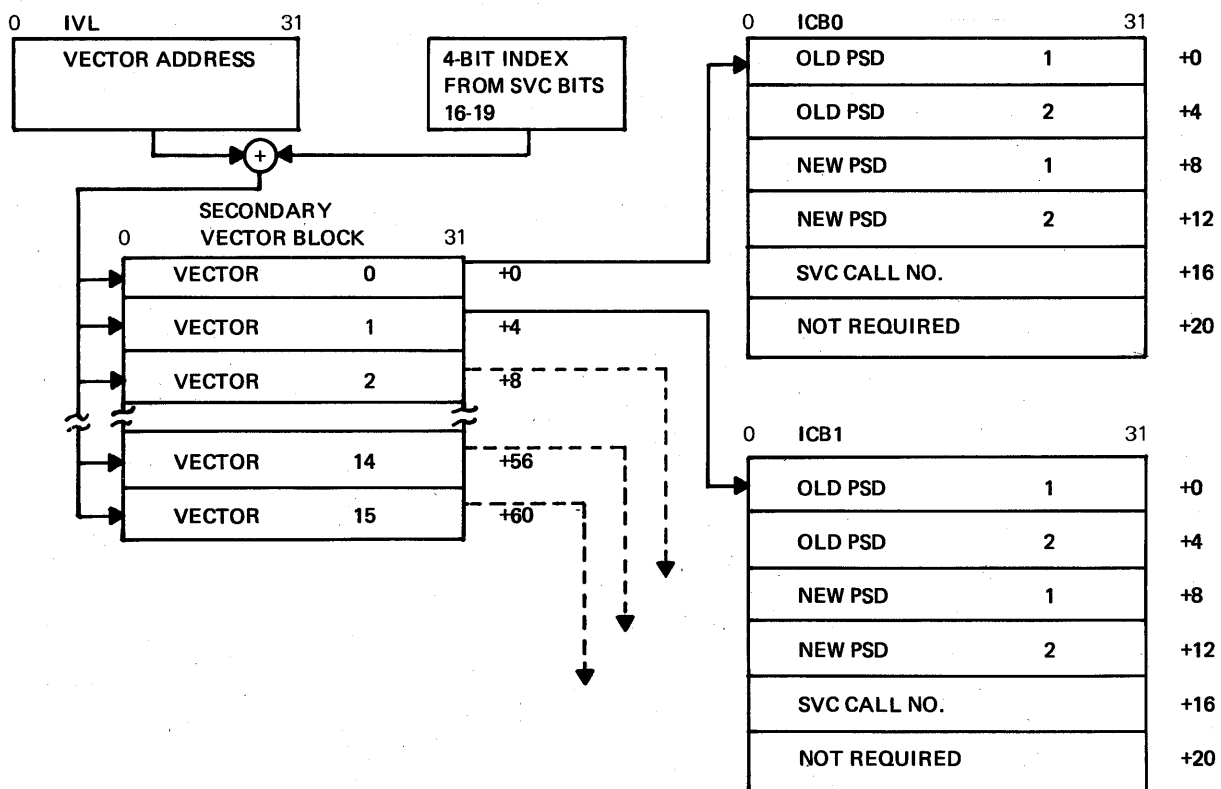 0 IVL 31
VECTOR ADDRESS
4-BIT INDEX
FROM SVC BITS
16-19
+
SECONDARY
0 VECTOR BLOCK 31
VECTOR 0 +0
VECTOR 1 +4
VECTOR 2 +8
VECTOR 14 +56
VECTOR 15 +60
0 ICB0 31
OLD PSD 1 +0
OLD PSD 2 +4
NEW PSD 1 +8
NEW PSD 2 +12
SVC CALL NO. +16
NOT REQUIRED +20
0 ICB1 31
OLD PSD 1 +0
OLD PSD 2 +4
NEW PSD 1 +8
NEW PSD 2 +12
SVC CALL NO. +16
NOT REQUIRED +20